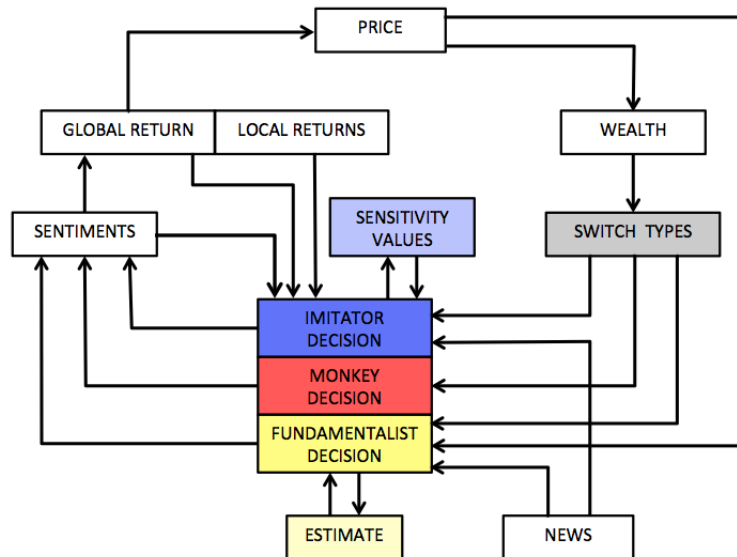 PRICE
GLOBAL RETURN
LOCAL RETURNS
WEALTH
SENTIMENTS
SENSITIVITY
VALUES
SWITCH TYPES
IMITATOR
DECISION
MONKEY
DECISION
FUNDAMENTALIST
DECISION
ESTIMATE
NEWS